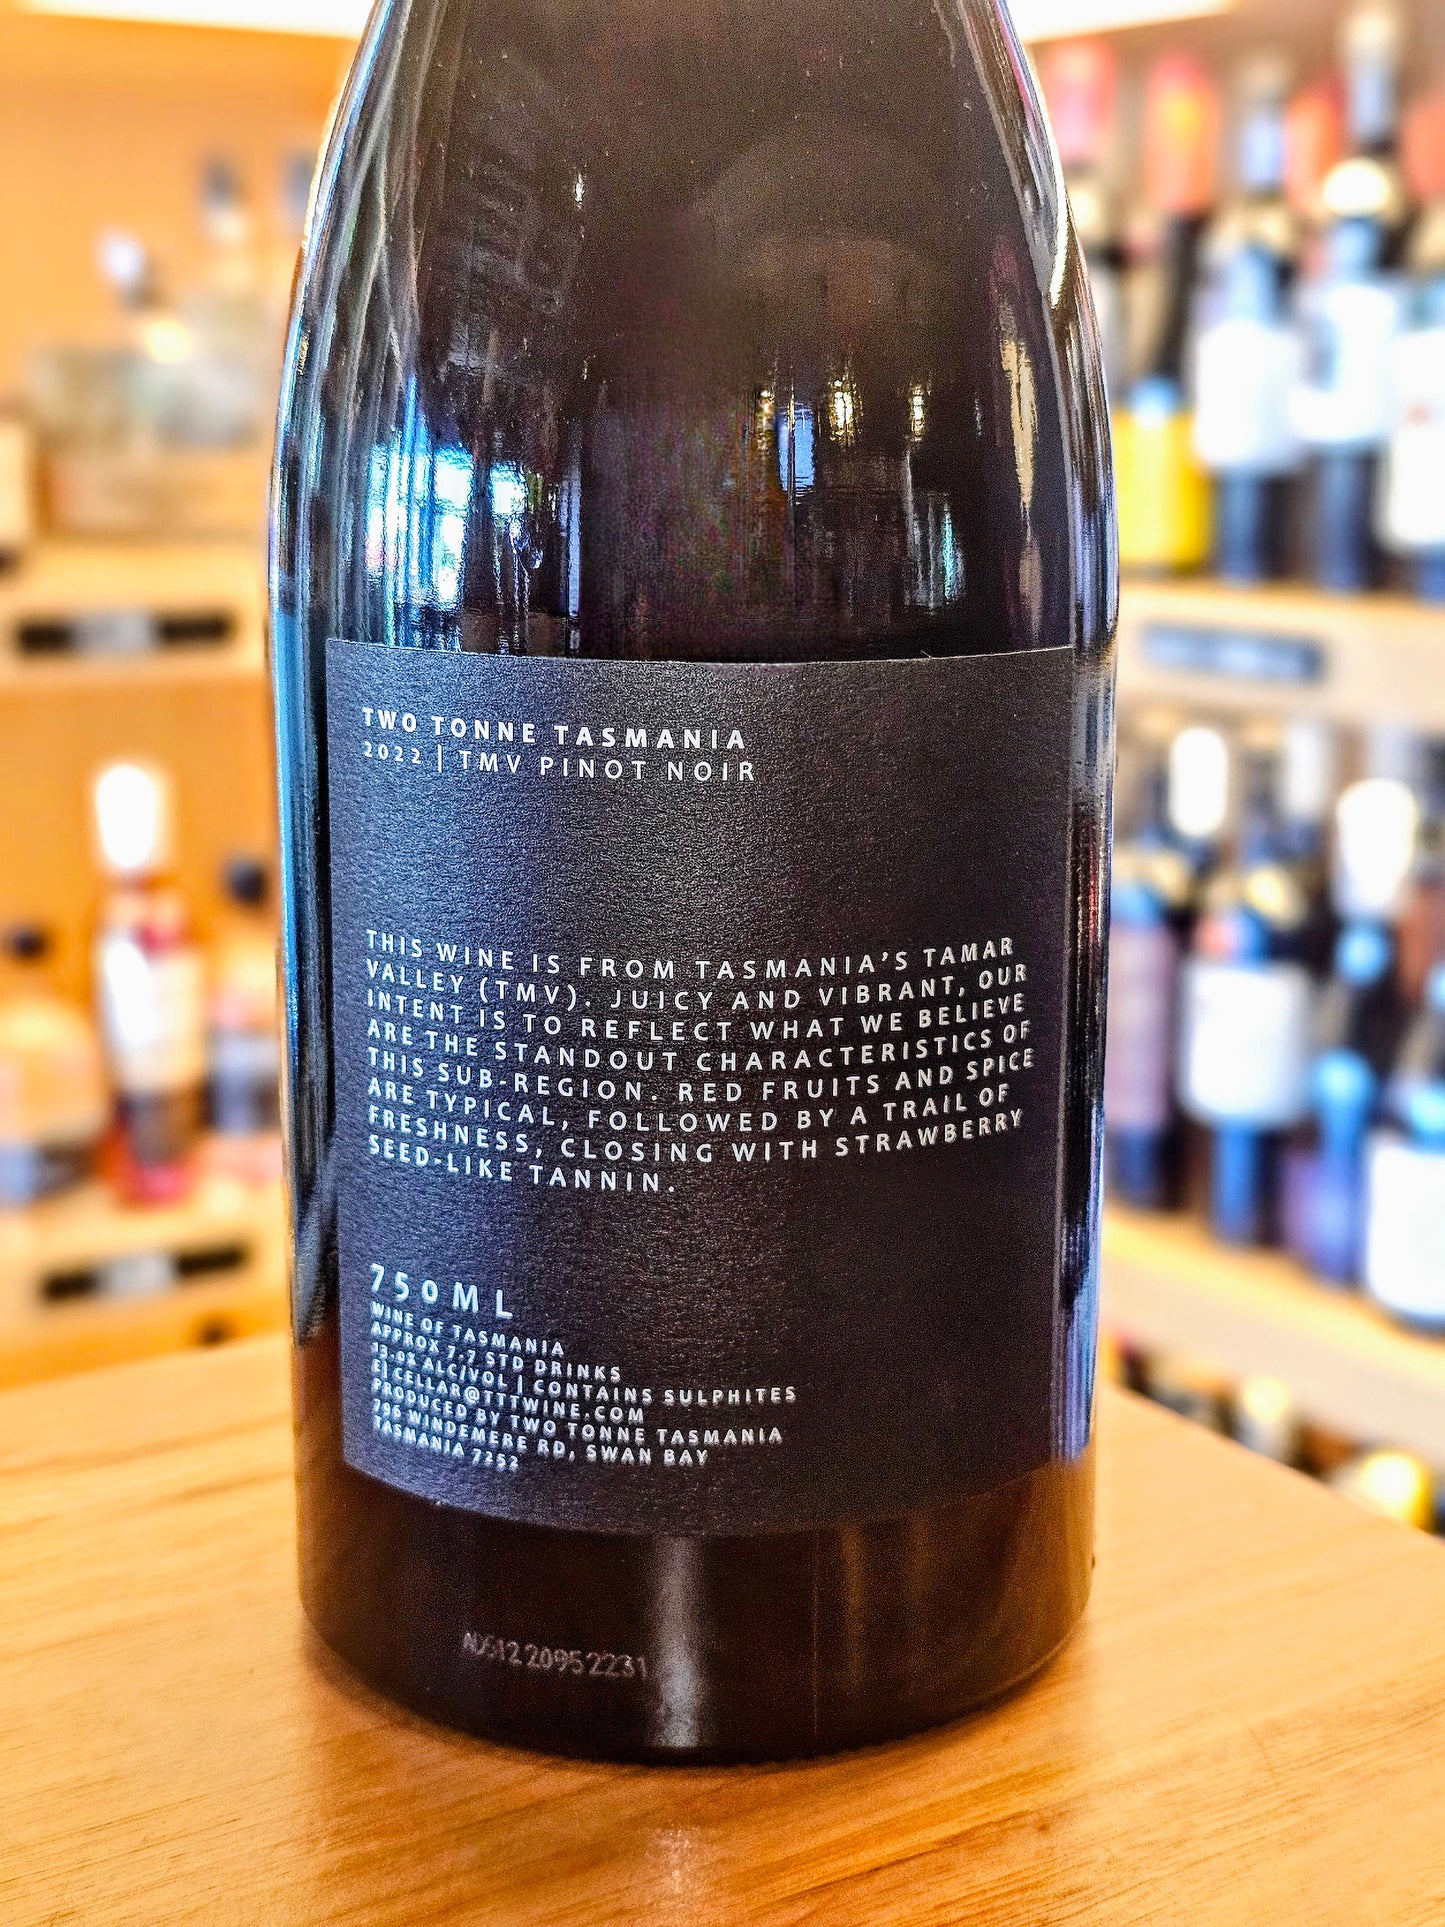 TWO TONNE TASMANIA
2022 | TMV PINOT NOIR
THIS WINE IS FROM TASMANIA'S TAMAR
VALLEY (TMV). JUICY AND VIBRANT, OUR
INTENT IS TO REFLECT WHAT WE BELIEVE
ARE THE STANDOUT CHARACTERISTICS OF
THIS SUB-REGION. RED FRUITS AND SPICE
ARE TYPICAL, FOLLOWED BY A TRAIL OF
FRESHNESS, CLOSING WITH STRAWBERRY
SEED-LIKE TANNIN.
750ML
WINE OF TASMANIA
APPROX 7.7 STD DRINKS
13.0% ALC/VOL | CONTAINS SULPHITES
E| CELLAR@TTTWINE.COM
PRODUCED BY TWO TONNE TASMANIA
796 WINDEMERE RD, SWAN BAY
TASMANIA 7252
2095 2231